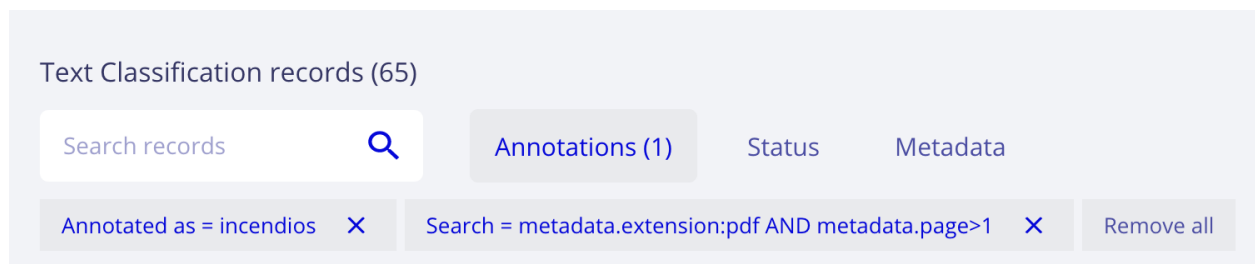 Text Classification records (65)
Search records Annotations (1) Status Metadata
Annotated as = incendios × Search = metadata.extension:pdf AND metadata.page>1 × Remove all